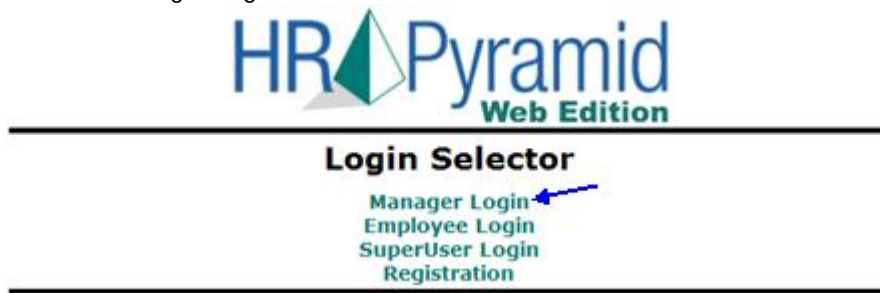 HR Pyramid
Web Edition
Login Selector
Manager Login
Employee Login
SuperUser Login
Registration